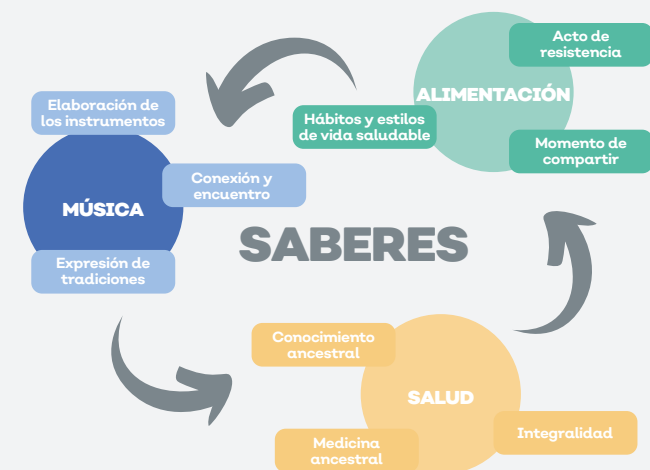 Acto de
resistencia
ALIMENTACIÓN
Hábitos y estilos
de vida saludable
Momento de
compartir
Elaboración de
los instrumentos
Conexión y
encuentro
MÚSICA
Expresión de
tradiciones
SABERES
Conocimiento
ancestral
SALUD
Integralidad
Medicina
ancestral